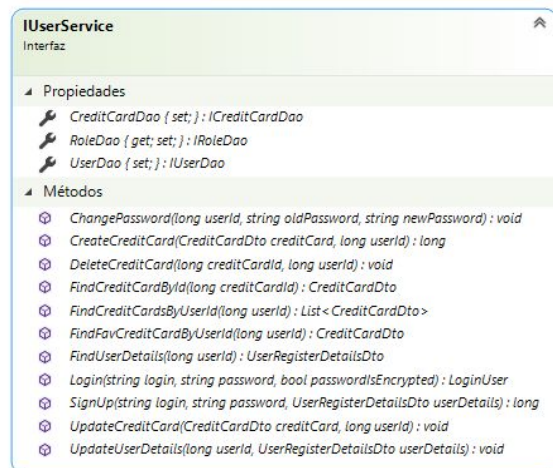 IUserService
Interfaz
Propiedades
CreditCardDao { set; } : ICreditCardDao
RoleDao { get; set; } : IRoleDao
UserDao { set; } : IUserDao
Métodos
ChangePassword(long userId, string oldPassword, string newPassword) : void
CreateCreditCard(CreditCardDto creditCard, long userId) : long
DeleteCreditCard(long creditCardId, long userId) : void
FindCreditCardById(long creditCardId) : CreditCardDto
FindCreditCardsByUserId(long userId) : List<CreditCardDto>
FindFavCreditCardByUserId(long userId) : CreditCardDto
FindUserDetails(long userId) : UserRegisterDetailsDto
Login(string login, string password, bool passwordIsEncrypted) : LoginUser
SignUp(string login, string password, UserRegisterDetailsDto userDetails) : long
UpdateCreditCard(CreditCardDto creditCard, long userId) : void
UpdateUserDetails(long userId, UserRegisterDetailsDto userDetails) : void